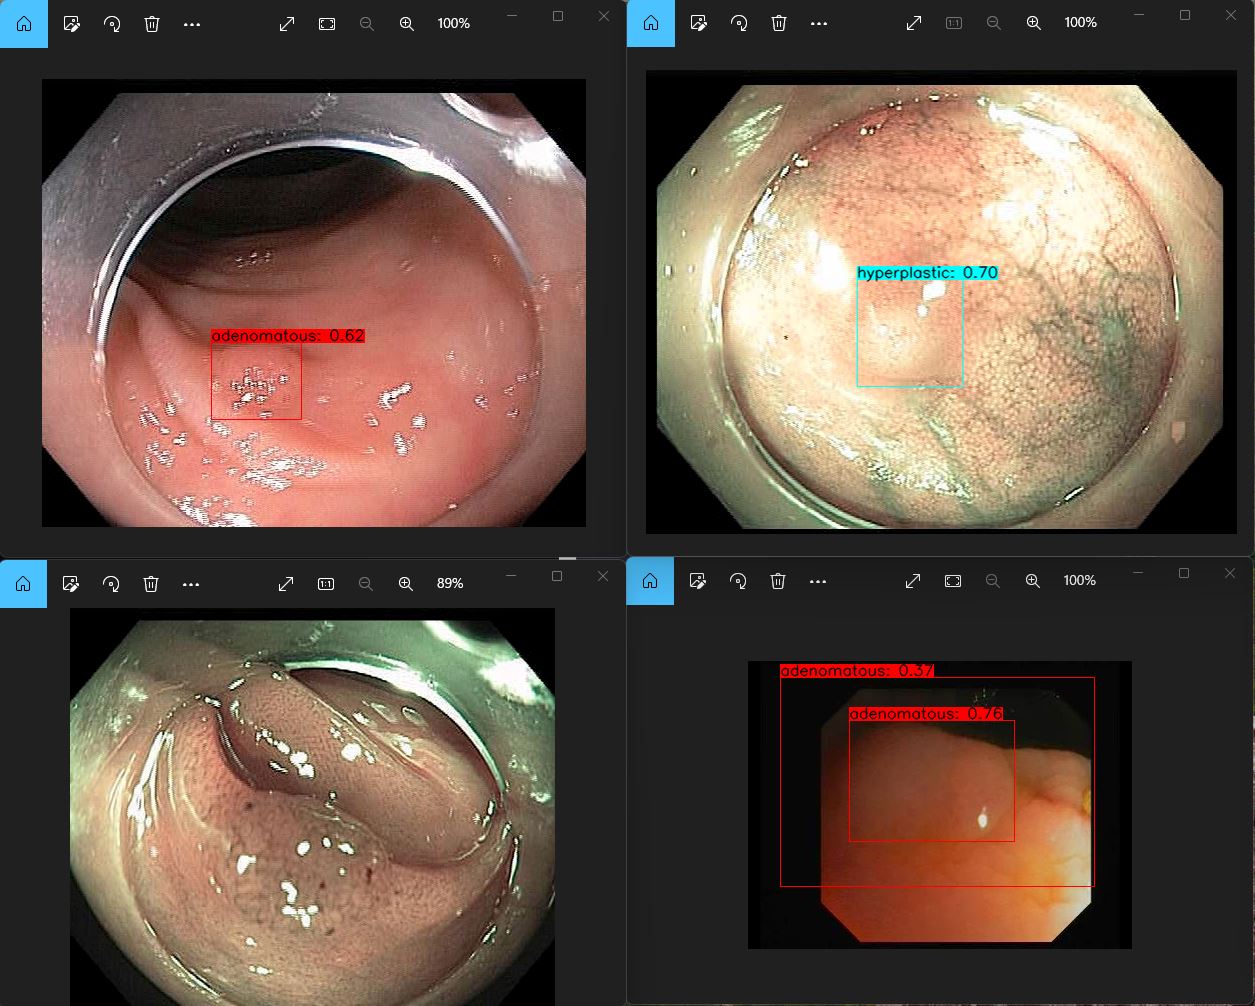 100%
100%
adenomatous: 0.62
hyperplastic: 0.70
89%
100%
adenomatous: 0.37
adenomatous: 0.76